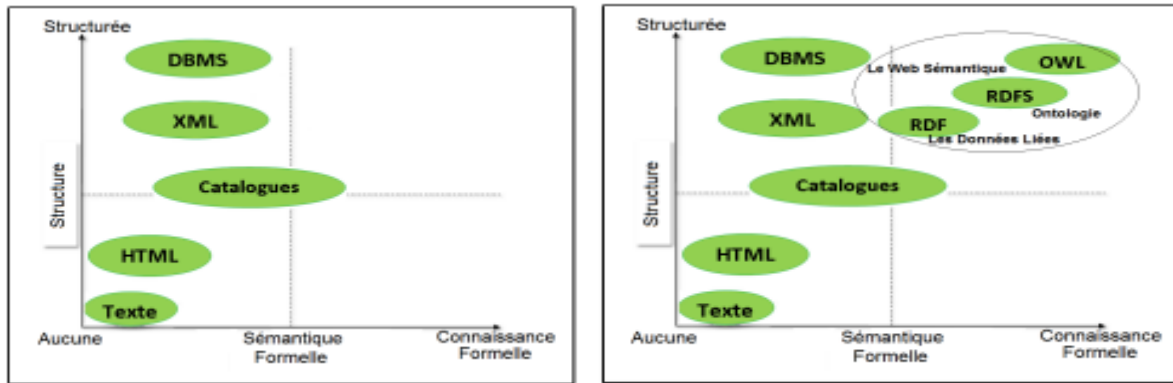 Structurée
DBMS
XML
Structure
Catalogues
HTML
Texte
Aucune
Sémantique
Formelle
Connaissance
Formelle
Structurée
DBMS
Le Web Sémantique
OWL
RDFS
XML
RDF
Ontologie
Les Données Liées
Structure
Catalogues
HTML
Texte
Aucune
Sémantique
Formelle
Connaissance
Formelle